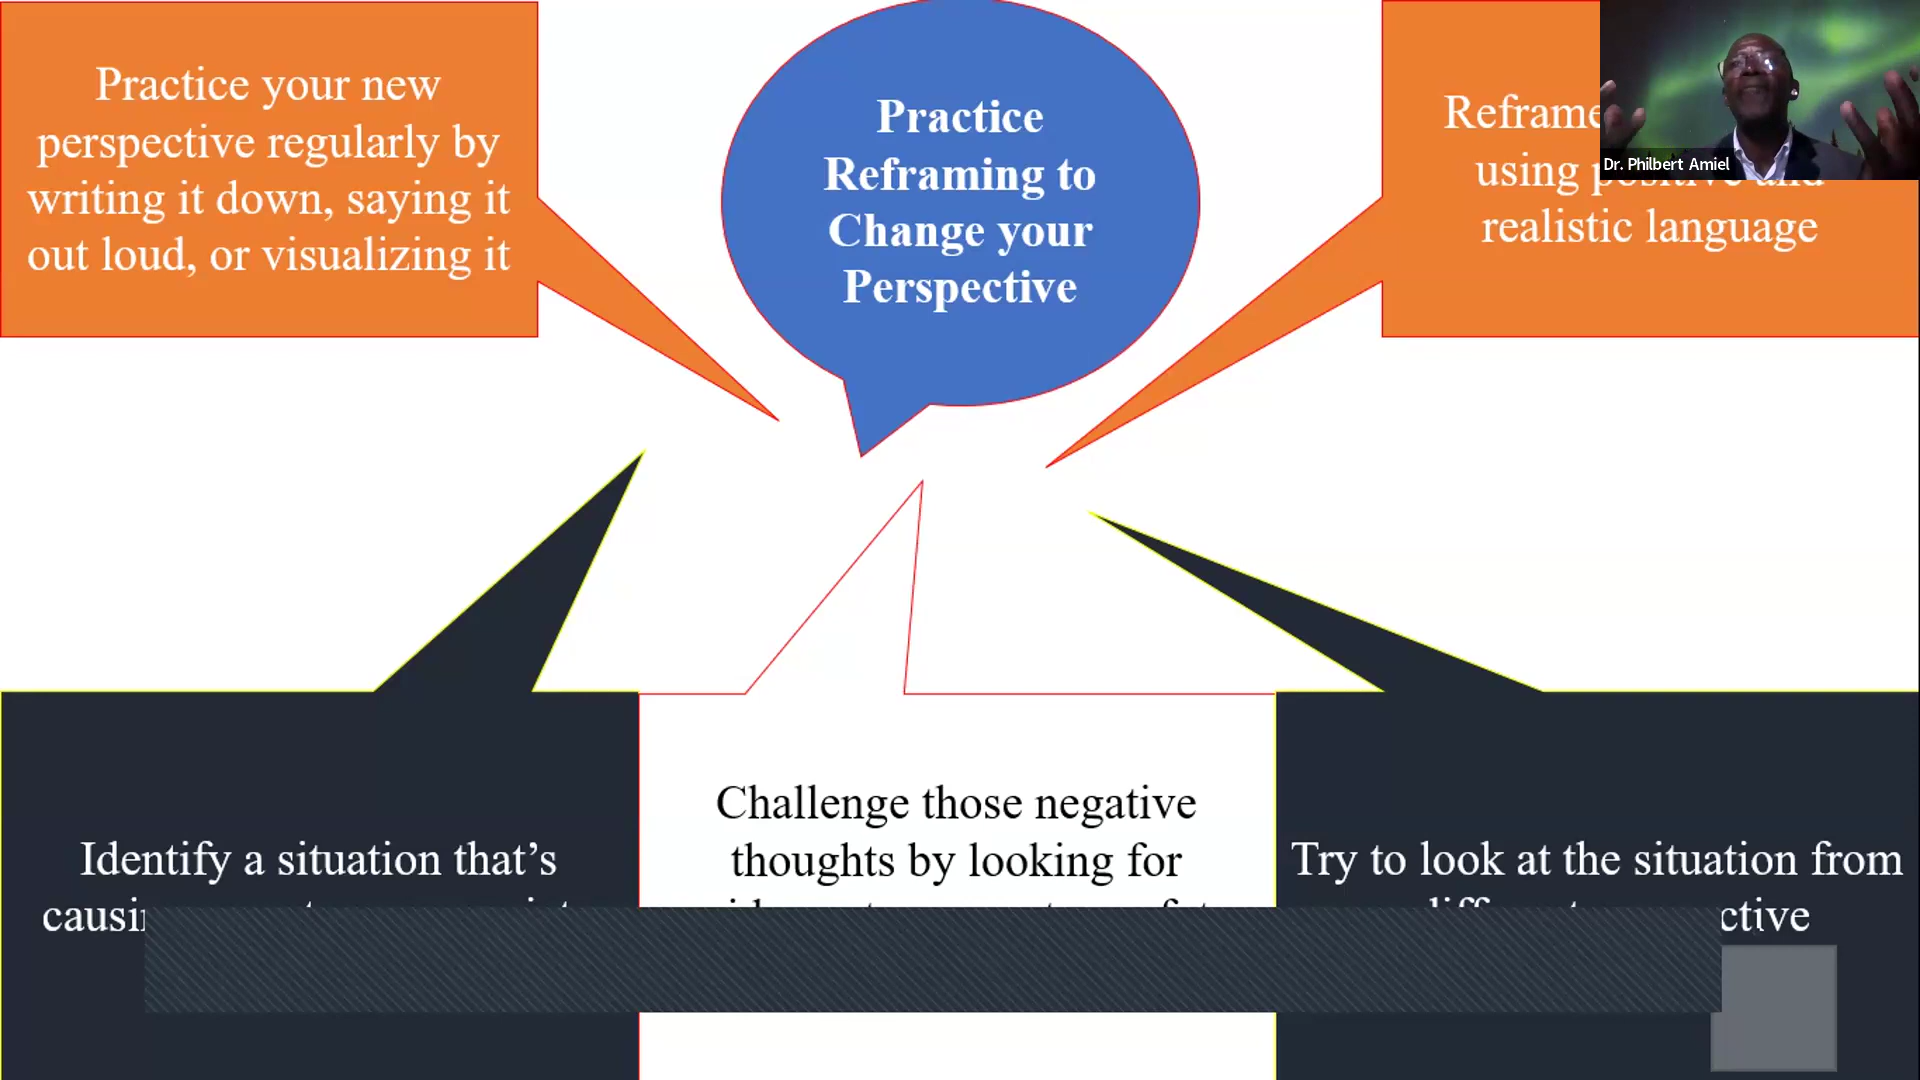 Practice your new
perspective regularly by
writing it down, saying it
out loud, or visualizing it
Practice
Reframing to
Change your
Perspective
Reframe
using positive and
realistic language
Dr. Philbert Amiel
Identify a situation that’s
Challenge those negative
thoughts by looking for
Try to look at the situation from